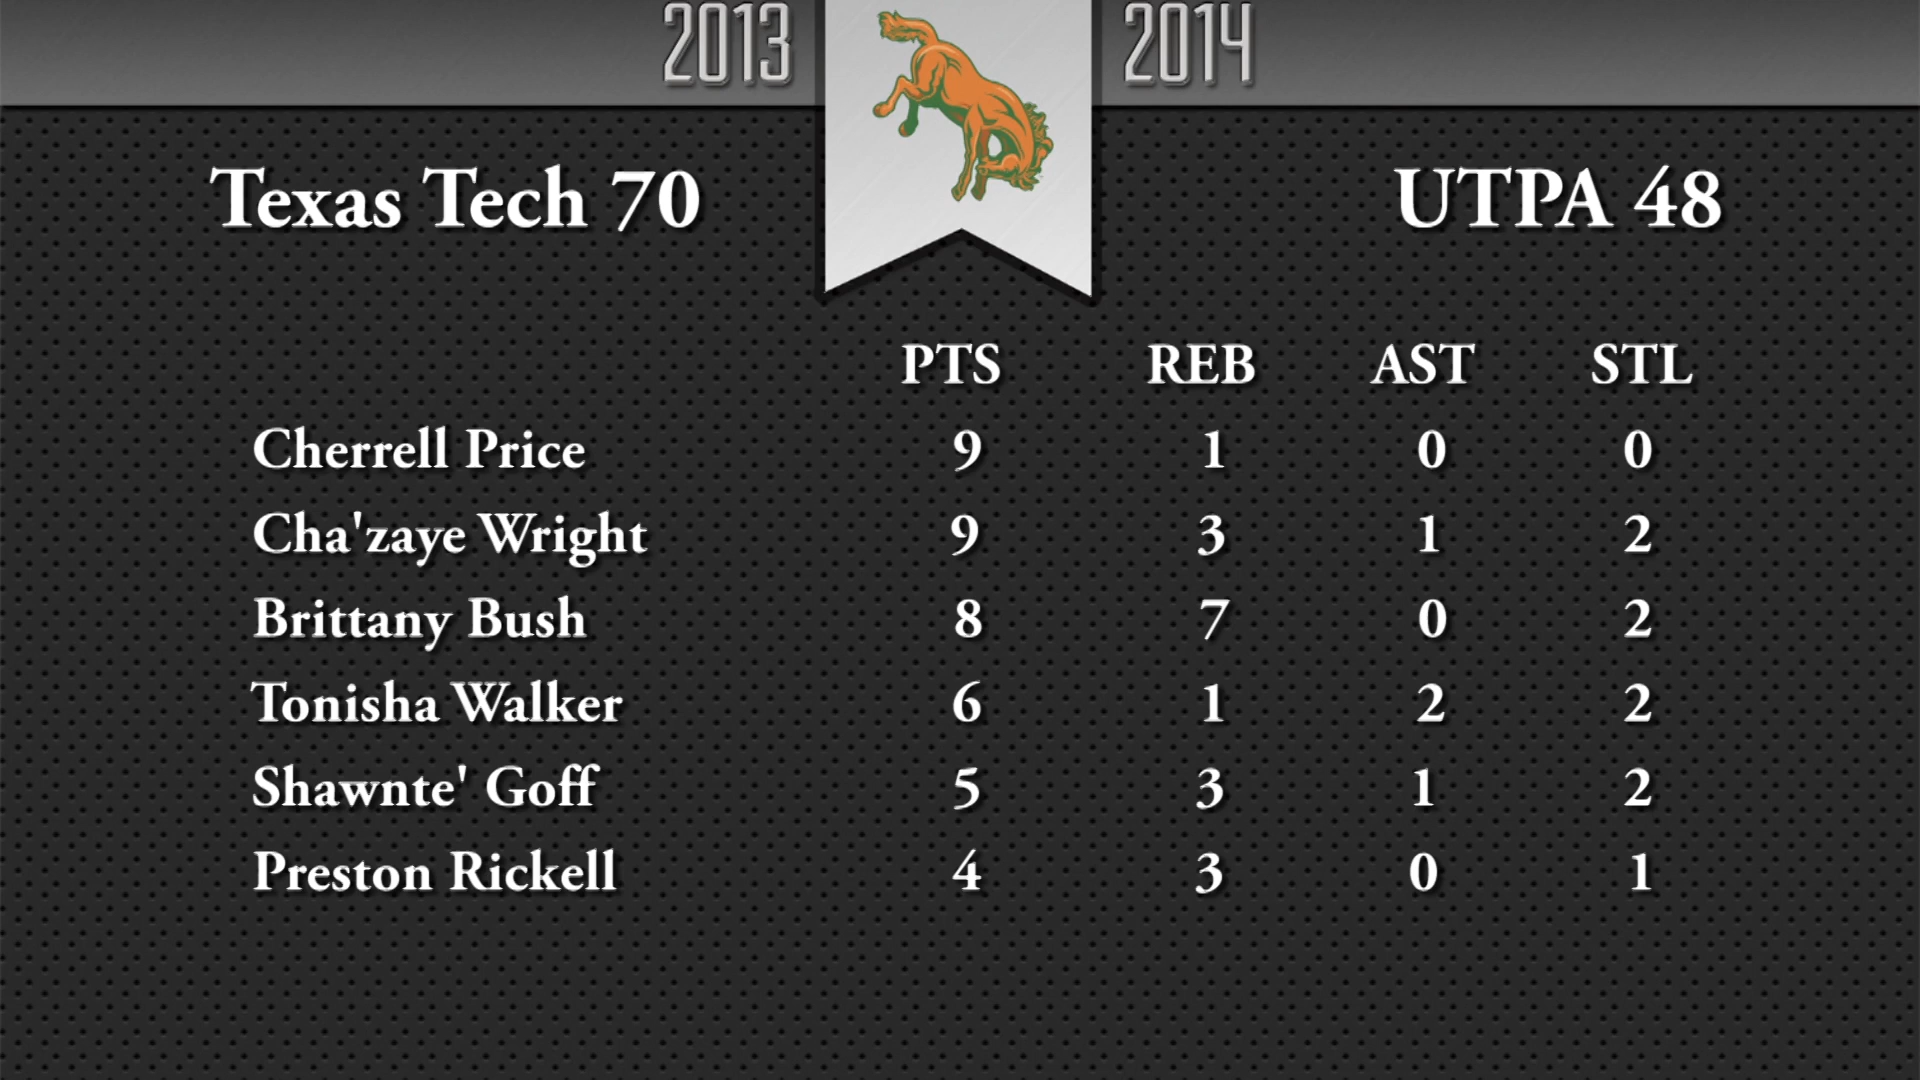 2013 2014
Texas Tech 70 UTPA 48
PTS REB AST STL
Cherrell Price 9 1 0 0
Cha'zaye Wright 9 3 1 2
Brittany Bush 8 7 0 2
Tonisha Walker 6 1 2 2
Shawnte' Goff 5 3 1 2
Preston Rickell 4 3 0 1